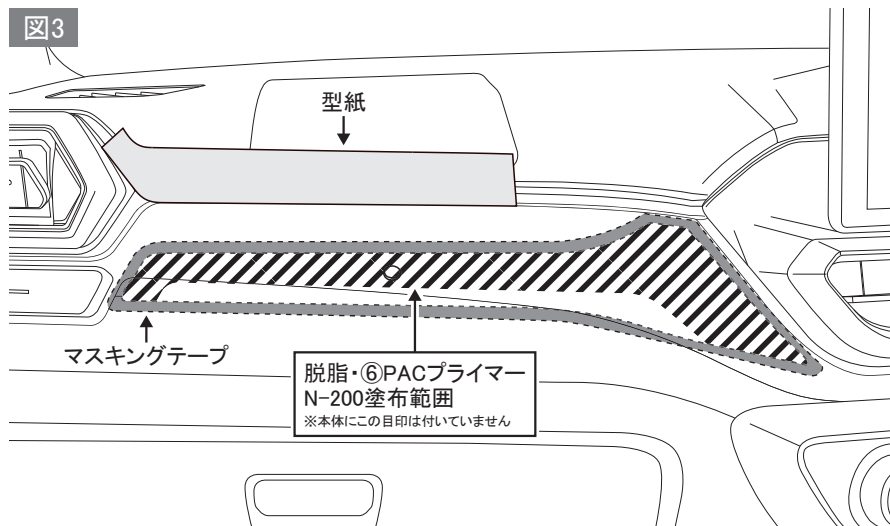 図3
型紙
マスキングテープ
脱脂・⑥PACプライマー
N-200塗布範囲
※本体にこの目印は付いていません